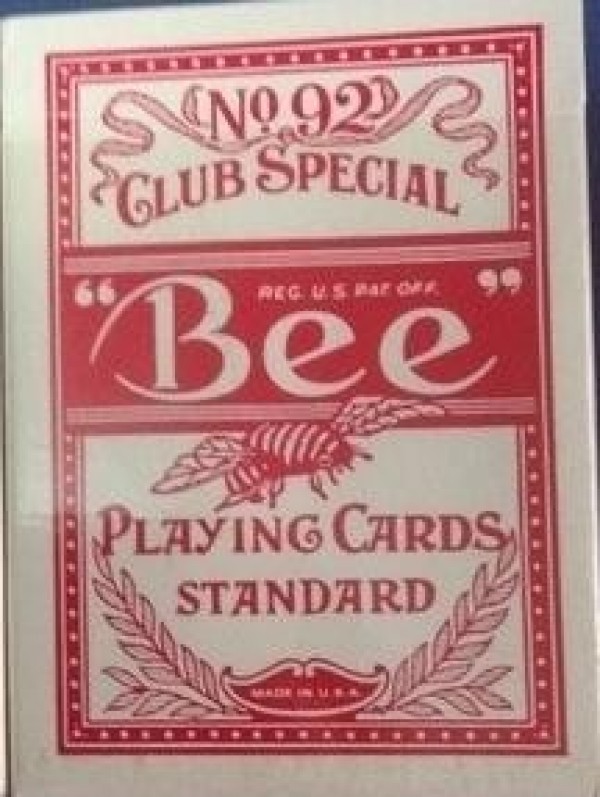 No. 92
CLUB SPECIAL
REG. U.S. PAT. OFF.
"Bee"
PLAYING CARDS
STANDARD
MADE IN U.S.A.